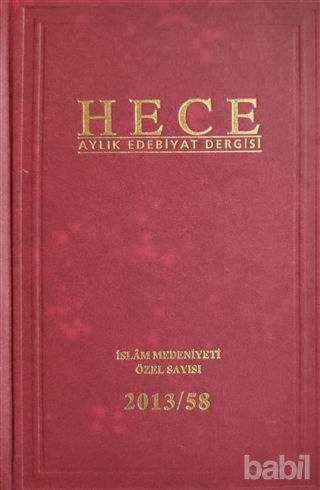 HECE
AYLIK EDEBİYAT DERGİSİ
İSLÂM MEDENİYETİ
ÖZEL SAYISI
2013/58
babil